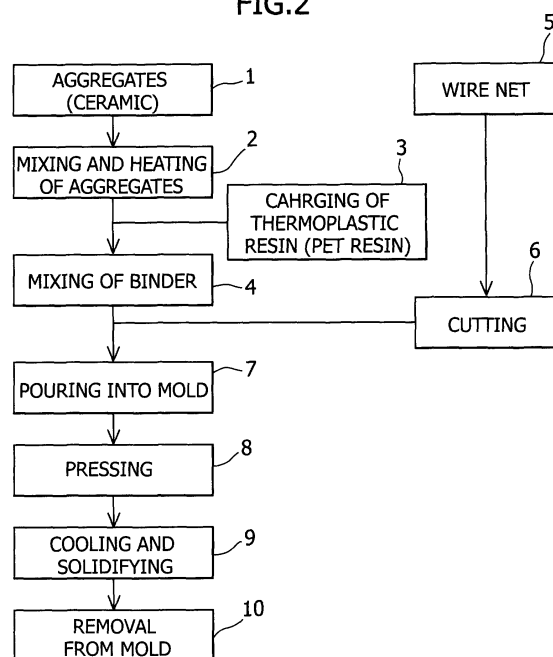 FIG.2
AGGREGATES
(CERAMIC)
1
MIXING AND HEATING
OF AGGREGATES
2
CAHRGING OF
THERMOPLASTIC
RESIN (PET RESIN)
3
MIXING OF BINDER
4
WIRE NET
5
CUTTING
6
POURING INTO MOLD
7
PRESSING
8
COOLING AND
SOLIDIFYING
9
REMOVAL
FROM MOLD
10